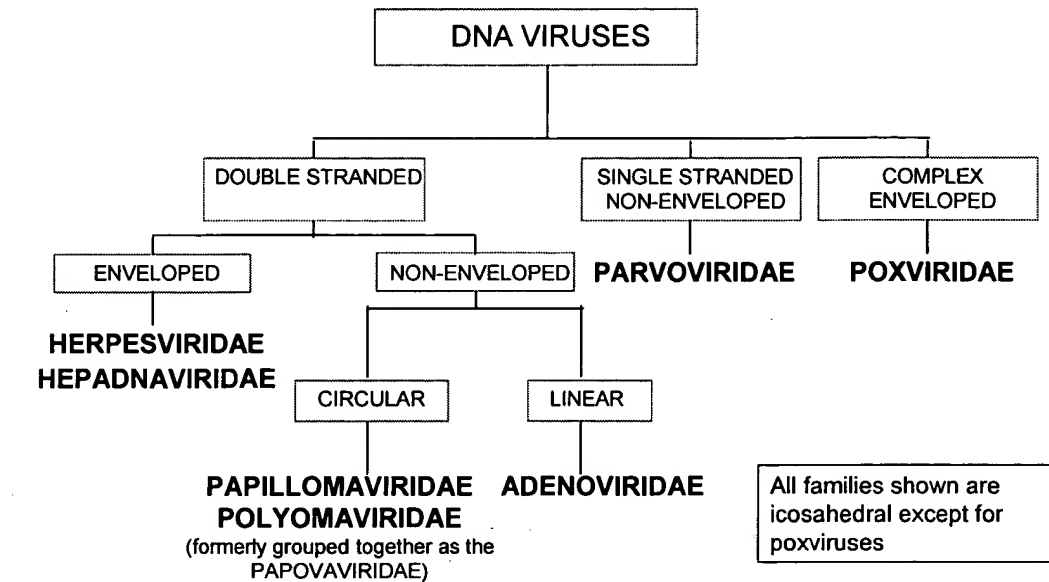 DNA VIRUSES
DOUBLE STRANDED
SINGLE STRANDED
NON-ENVELOPED
COMPLEX
ENVELOPED
ENVELOPED
NON-ENVELOPED
PARVOVIRIDAE
POXVIRIDAE
HERPESVIRIDAE
HEPADNAVIRIDAE
CIRCULAR
LINEAR
PAPILLOMAVIRIDAE
POLYOMAVIRIDAE
(formerly grouped together as the
PAPOVAVIRIDAE)
ADENOVIRIDAE
All families shown are
icosahedral except for
poxviruses